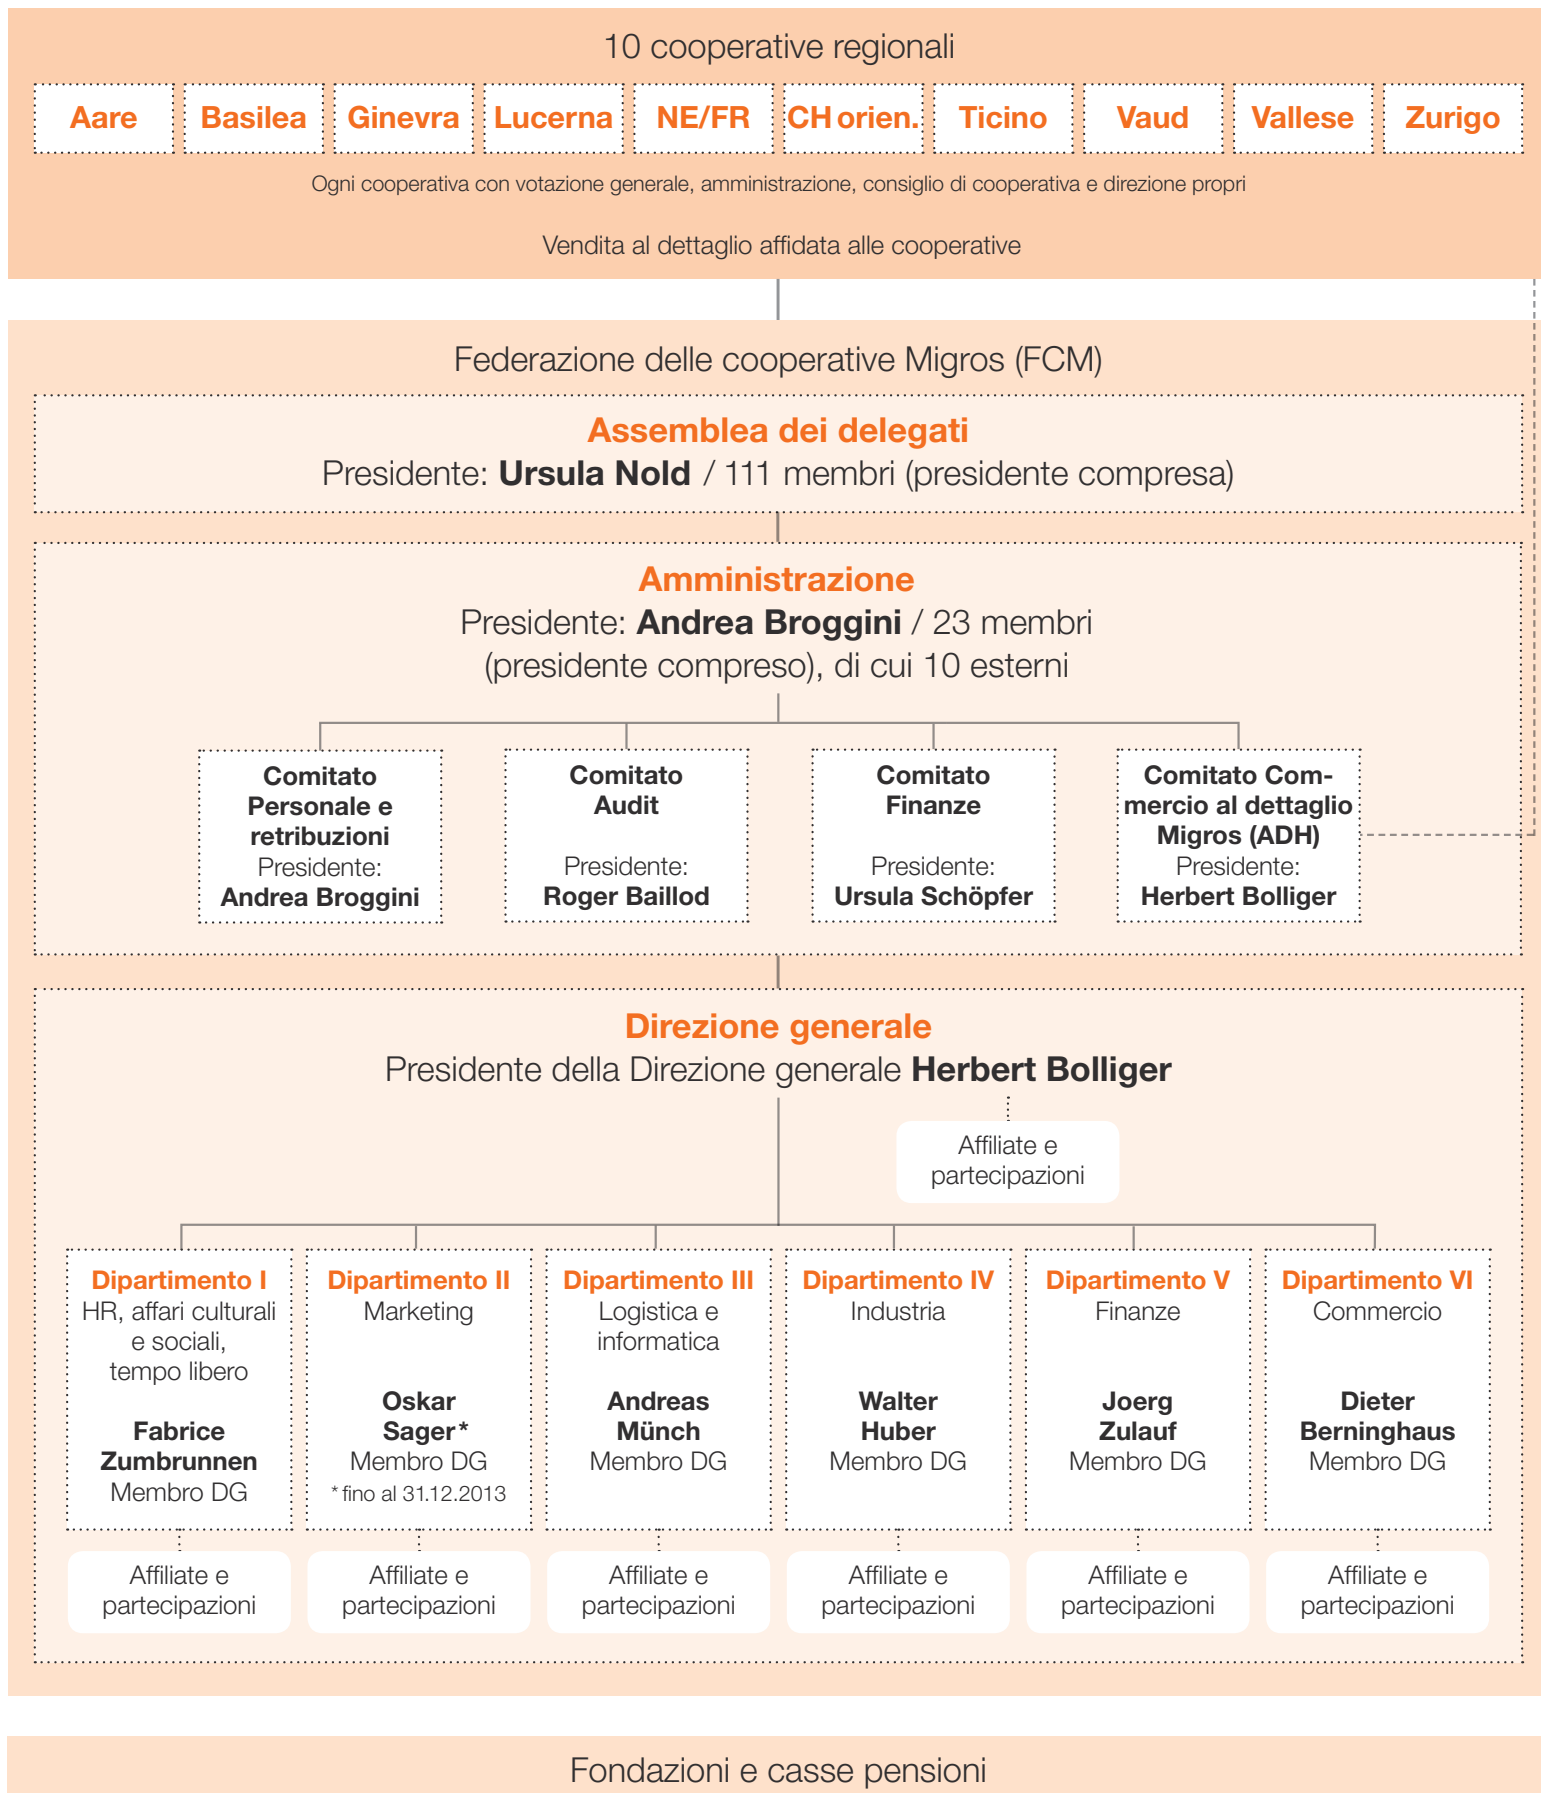 10 cooperative regionali
Aare Basilea Ginevra Lucerna NE/FR CH orien. Ticino Vaud Vallese Zurigo
Ogni cooperativa con votazione generale, amministrazione, consiglio di cooperativa e direzione propri
Vendita al dettaglio affidata alle cooperative
Federazione delle cooperative Migros (FCM)
Assemblea dei delegati
Presidente: Ursula Nold / 111 membri (presidente compresa)
Amministrazione
Presidente: Andrea Broggini / 23 membri
(presidente compreso), di cui 10 esterni
Comitato
Personale e
retribuzioni
Presidente:
Andrea Broggini
Comitato
Audit
Presidente:
Roger Baillod
Comitato
Finanze
Presidente:
Ursula Schöpfer
Comitato Com-
mercio al dettaglio
Migros (ADH)
Presidente:
Herbert Bolliger
Direzione generale
Presidente della Direzione generale Herbert Bolliger
Affiliate e
partecipazioni
Dipartimento I
HR, affari culturali
e sociali,
tempo libero
Fabrice
Zumbrunnen
Membro DG
Dipartimento II
Marketing
Oskar
Sager*
Membro DG
* fino al 31.12.2013
Dipartimento III
Logistica e
informatica
Andreas
Münch
Membro DG
Dipartimento IV
Industria
Walter
Huber
Membro DG
Dipartimento V
Finanze
Joerg
Zulauf
Membro DG
Dipartimento VI
Commercio
Dieter
Berninghaus
Membro DG
Affiliate e
partecipazioni
Affiliate e
partecipazioni
Affiliate e
partecipazioni
Affiliate e
partecipazioni
Affiliate e
partecipazioni
Affiliate e
partecipazioni
Fondazioni e casse pensioni